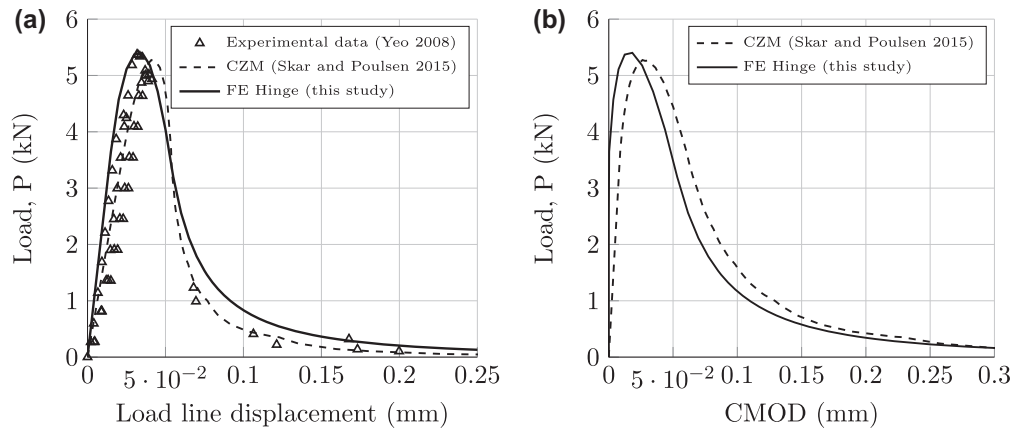 (a)
Load, P (kN)
6
5
4
3
2
1
0
0
5 · 10⁻²
0.1
0.15
0.2
0.25
Load line displacement (mm)
Experimental data (Yeo 2008)
CZM (Skar and Poulsen 2015)
FE Hinge (this study)
(b)
Load, P (kN)
6
5
4
3
2
1
0
0
5 · 10⁻²
0.1
0.15
0.2
0.25
0.3
CMOD (mm)
CZM (Skar and Poulsen 2015)
FE Hinge (this study)